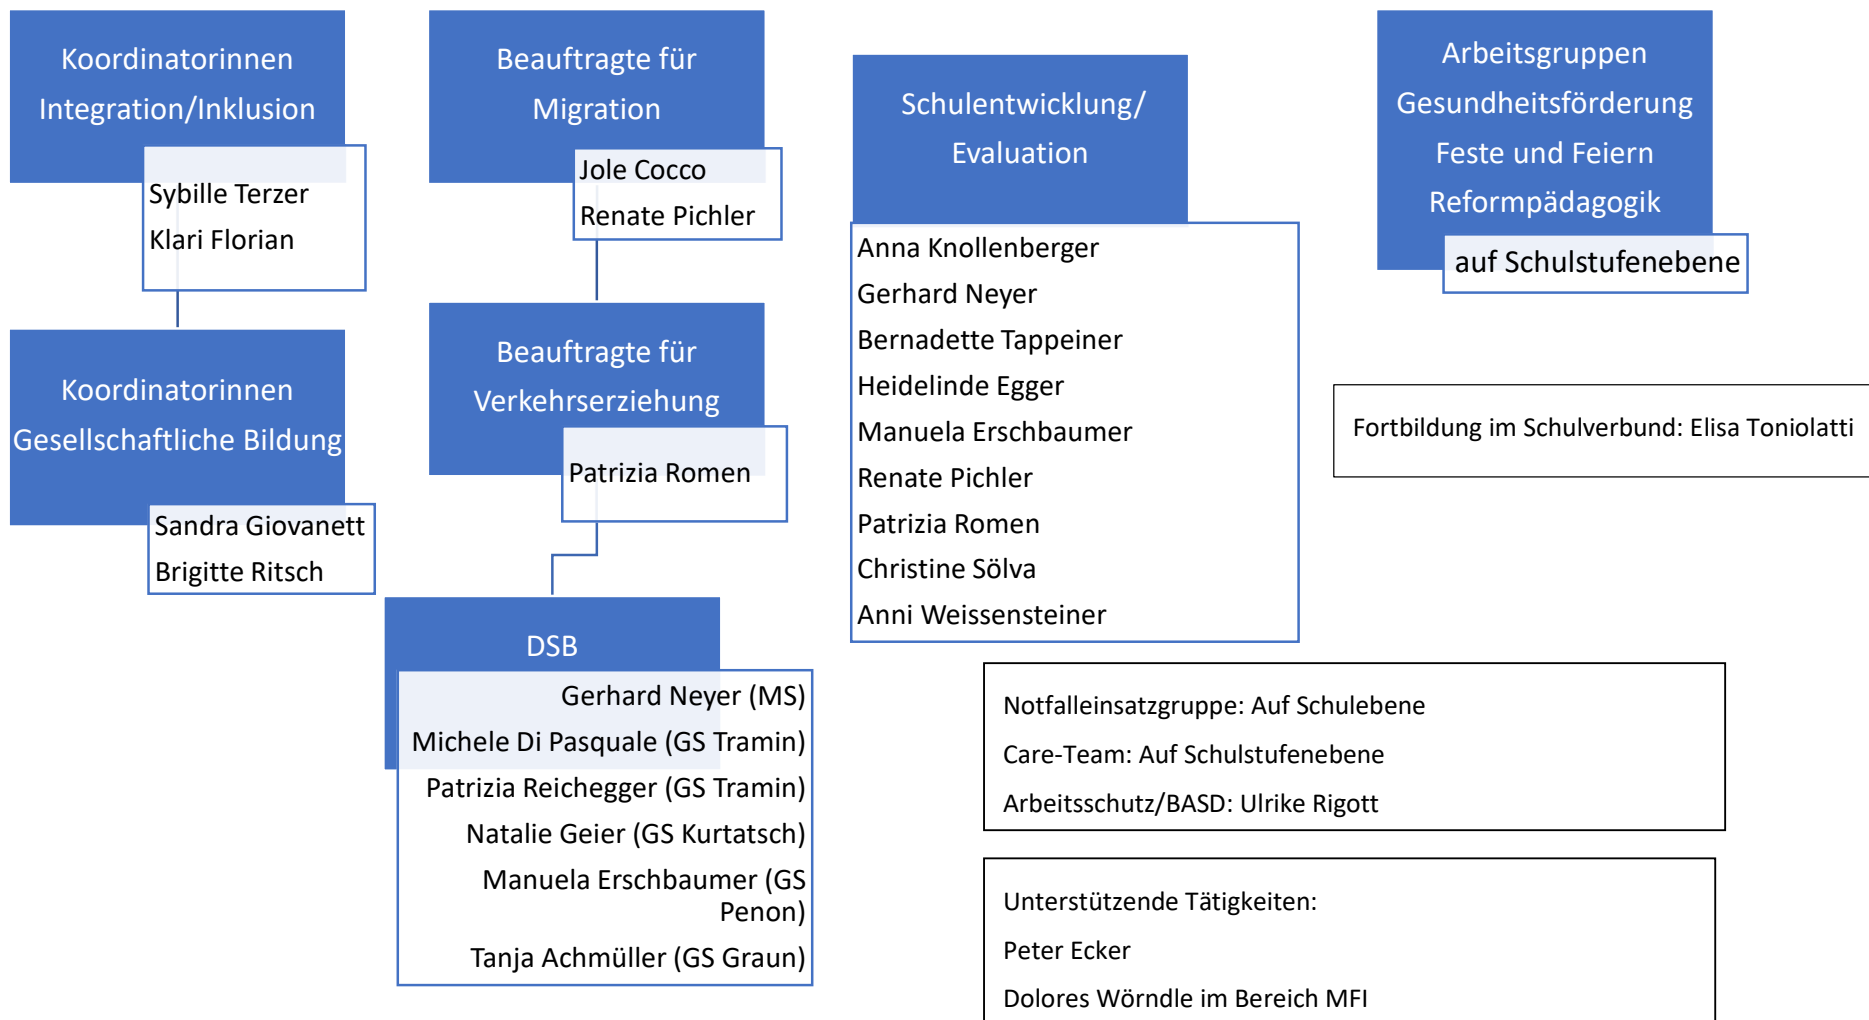 Koordinatorinnen
Integration/Inklusion
Sybille Terzer
Klari Florian
Koordinatorinnen
Gesellschaftliche Bildung
Sandra Giovanett
Brigitte Ritsch
Beauftragte für
Migration
Jole Cocco
Renate Pichler
Beauftragte für
Verkehrserziehung
Patrizia Romen
DSB
Gerhard Neyer (MS)
Michele Di Pasquale (GS Tramin)
Patrizia Reichegger (GS Tramin)
Natalie Geier (GS Kurtatsch)
Manuela Erschbaumer (GS
Penon)
Tanja Achmüller (GS Graun)
Schulentwicklung/
Evaluation
Anna Knollenberger
Gerhard Neyer
Bernadette Tappeiner
Heidelinde Egger
Manuela Erschbaumer
Renate Pichler
Patrizia Romen
Christine Sölva
Anni Weissensteiner
Arbeitsgruppen
Gesundheitsförderung
Feste und Feiern
Reformpädagogik
auf Schulstufenebene
Fortbildung im Schulverbund: Elisa Toniolatti
Notfalleinsatzgruppe: Auf Schulebene
Care-Team: Auf Schulstufenebene
Arbeitsschutz/BASD: Ulrike Rigott
Unterstützende Tätigkeiten:
Peter Ecker
Dolores Wörndle im Bereich MFI